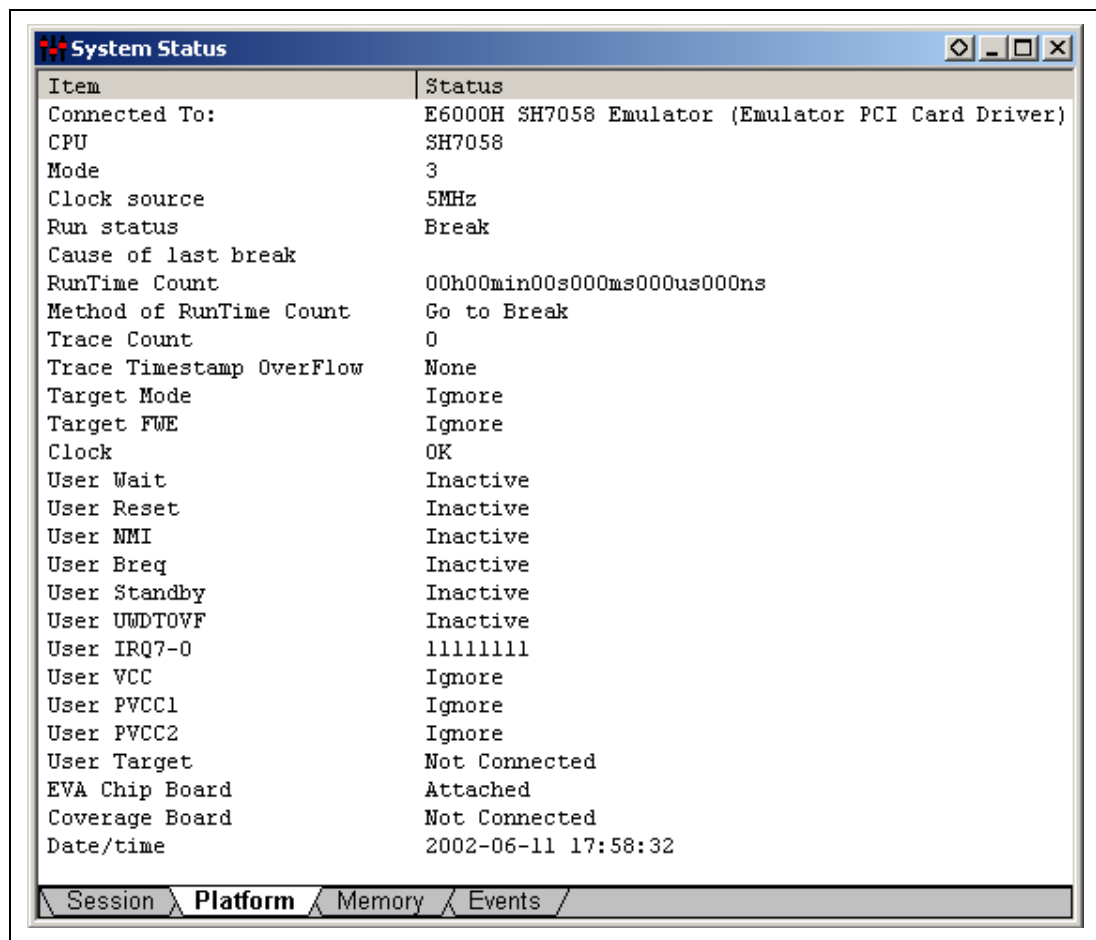 System Status
Item Status
Connected To: E6000H SH7058 Emulator (Emulator PCI Card Driver)
CPU SH7058
Mode 3
Clock source 5MHz
Run status Break
Cause of last break
RunTime Count 00h00min00s000ms000us000ns
Method of RunTime Count Go to Break
Trace Count 0
Trace Timestamp OverFlow None
Target Mode Ignore
Target FWE Ignore
Clock OK
User Wait Inactive
User Reset Inactive
User NMI Inactive
User Breq Inactive
User Standby Inactive
User UWDTOVF Inactive
User IRQ7-0 11111111
User VCC Ignore
User PVCC1 Ignore
User PVCC2 Ignore
User Target Not Connected
EVA Chip Board Attached
Coverage Board Not Connected
Date/time 2002-06-11 17:58:32
Session Platform Memory Events